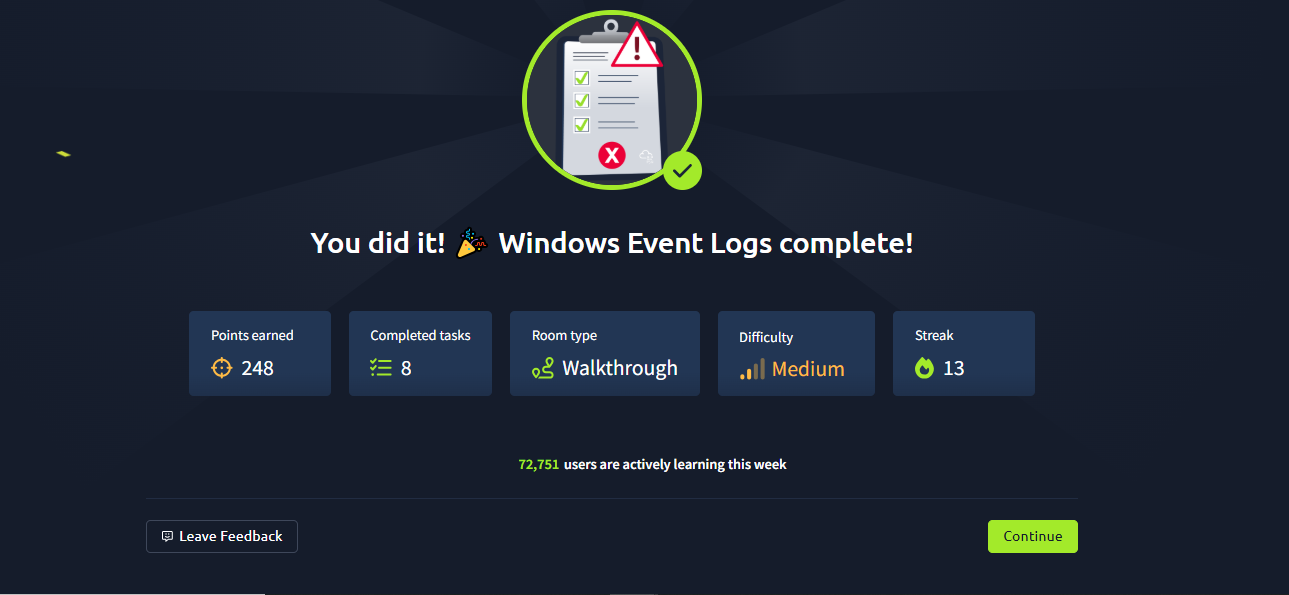 You did it! 🎉 Windows Event Logs complete!
Points earned
248
Completed tasks
8
Room type
Walkthrough
Difficulty
Medium
Streak
13
72,751 users are actively learning this week
Leave Feedback
Continue